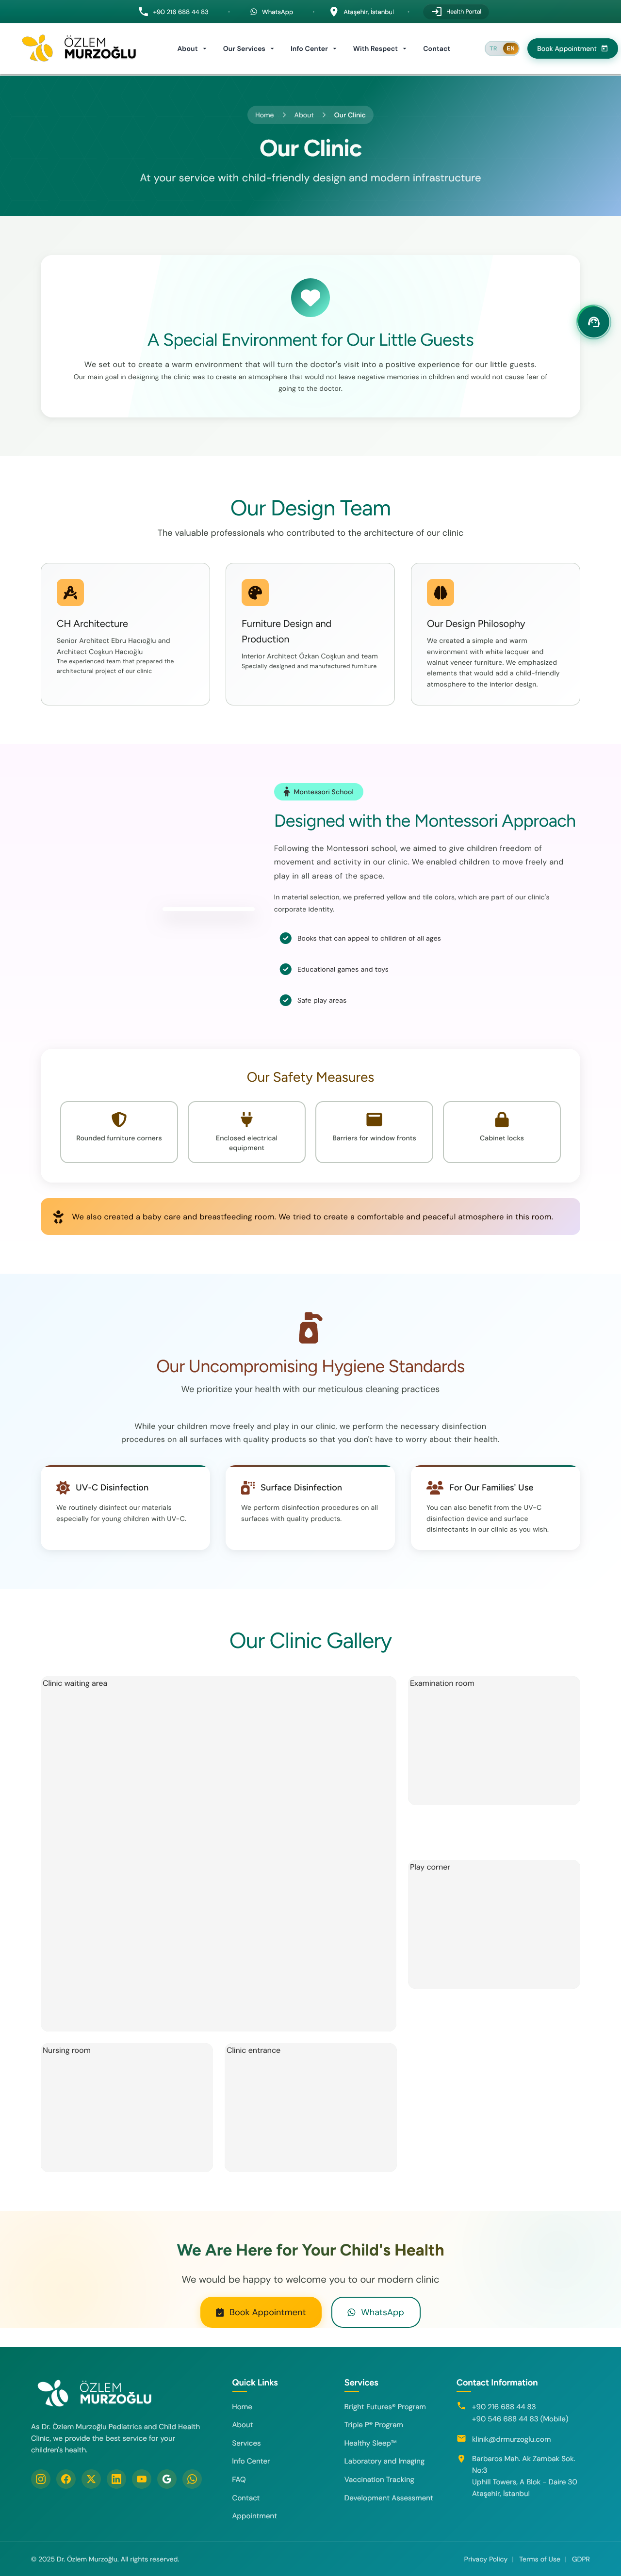 +90 216 688 44 83
WhatsApp
Ataşehir, İstanbul
Health Portal
ÖZLEM
MURZOĞLU
About
Our Services
Info Center
With Respect
Contact
TR
EN
Book Appointment
Home
About
Our Clinic
Our Clinic
At your service with child-friendly design and modern infrastructure
A Special Environment for Our Little Guests
We set out to create a warm environment that will turn the doctor's visit into a positive experience for our little guests.
Our main goal in designing the clinic was to create an atmosphere that would not leave negative memories in children and would not cause fear of
going to the doctor.
Our Design Team
The valuable professionals who contributed to the architecture of our clinic
CH Architecture
Senior Architect Ebru Hacıoğlu and
Architect Coşkun Hacıoğlu
The experienced team that prepared the
architectural project of our clinic
Furniture Design and
Production
Interior Architect Özkan Coşkun and team
Specially designed and manufactured furniture
Our Design Philosophy
We created a simple and warm
environment with white lacquer and
walnut veneer furniture. We emphasized
elements that would add a child-friendly
atmosphere to the interior design.
Montessori School
Designed with the Montessori Approach
Following the Montessori school, we aimed to give children freedom of
movement and activity in our clinic. We enabled children to move freely and
play in all areas of the space.
In material selection, we preferred yellow and tile colors, which are part of our clinic's
corporate identity.
Books that can appeal to children of all ages
Educational games and toys
Safe play areas
Our Safety Measures
Rounded furniture corners
Enclosed electrical
equipment
Barriers for window fronts
Cabinet locks
We also created a baby care and breastfeeding room. We tried to create a comfortable and peaceful atmosphere in this room.
Our Uncompromising Hygiene Standards
We prioritize your health with our meticulous cleaning practices
While your children move freely and play in our clinic, we perform the necessary disinfection
procedures on all surfaces with quality products so that you don't have to worry about their health.
UV-C Disinfection
We routinely disinfect our materials
especially for young children with UV-C.
Surface Disinfection
We perform disinfection procedures on all
surfaces with quality products.
For Our Families' Use
You can also benefit from the UV-C
disinfection device and surface
disinfectants in our clinic as you wish.
Our Clinic Gallery
Clinic waiting area
Examination room
Play corner
Nursing room
Clinic entrance
We Are Here for Your Child's Health
We would be happy to welcome you to our modern clinic
Book Appointment
WhatsApp
ÖZLEM
MURZOĞLU
As Dr. Özlem Murzoğlu Pediatrics and Child Health
Clinic, we provide the best service for your
children's health.
Quick Links
Home
About
Services
Info Center
FAQ
Contact
Appointment
Services
Bright Futures® Program
Triple P® Program
Healthy Sleep™
Laboratory and Imaging
Vaccination Tracking
Development Assessment
Contact Information
+90 216 688 44 83
+90 546 688 44 83 (Mobile)
klinik@drmurzoglu.com
Barbaros Mah. Ak Zambak Sok.
No:3
Uphill Towers, A Blok - Daire 30
Ataşehir, İstanbul
© 2025 Dr. Özlem Murzoğlu. All rights reserved.
Privacy Policy | Terms of Use | GDPR